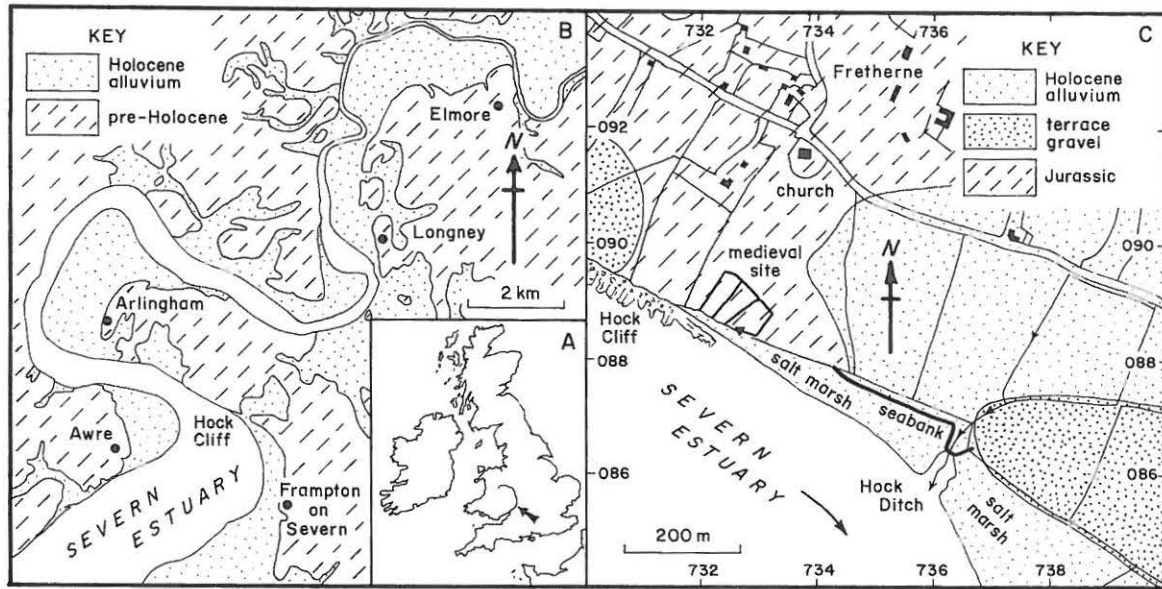 KEY
Holocene
alluvium
pre-Holocene
B
Elmore
N
Longney
2 km
Arlingham
Hock
Cliff
Awre
Frampton
on
Severn
SEVERN
ESTUARY
A
732
734
736
C
Fretherne
KEY
Holocene
alluvium
terrace
gravel
Jurassic
092
church
090
medieval
site
N
090
Hock
Cliff
088
088
salt marsh
seabank
SEVERN
ESTUARY
086
086
Hock
Ditch
salt
marsh
200 m
732
734
736
738